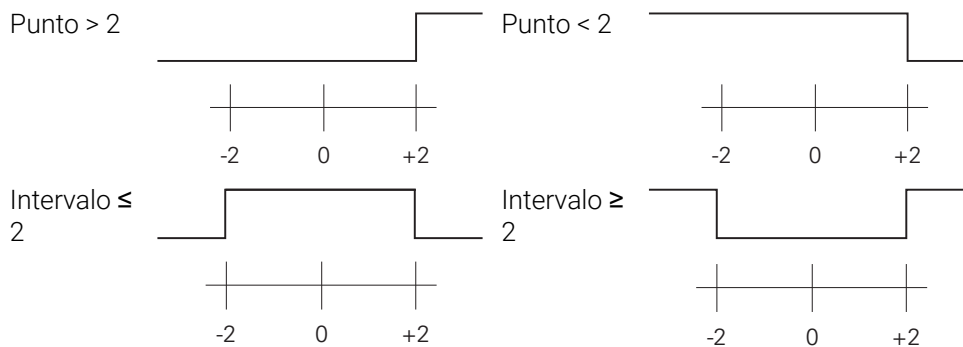 Punto > 2
Punto < 2
-2 0 +2
-2 0 +2
Intervalo ≤
2
Intervalo ≥
2
-2 0 +2
-2 0 +2